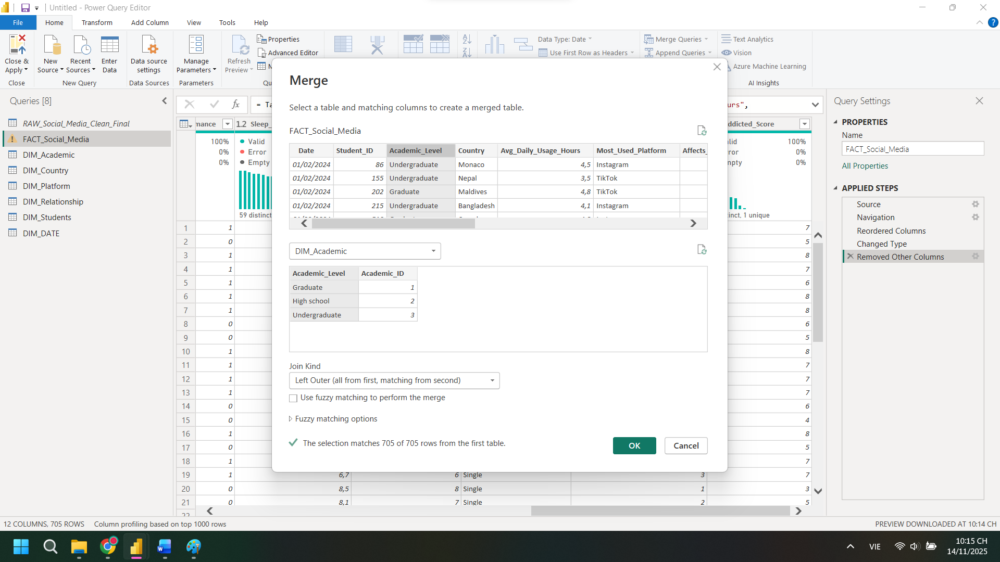 Untitled - Power Query Editor
File Home Transform Add Column View Tools Help
Close & Apply
Close
New Source
Recent Sources
Enter Data
New Query
Data source settings
Data Sources
Manage Parameters
Parameters
Refresh Preview
Properties
Advanced Editor
Data Type: Date
Use First Row as Headers
Merge Queries
Append Queries
Text Analytics
Vision
Azure Machine Learning
AI Insights
Queries [8]
RAW_Social_Media_Clean_Final
FACT_Social_Media
DIM_Academic
DIM_Country
DIM_Platform
DIM_Relationship
DIM_Students
DIM_DATE
fx
mance 1.2 Sleep_
100% Valid
0% Error
0% Empty
59 distinct
1 1
2 0
3 1
4 1
5 1
6 1
7 1
8 0
9 0
10 1
11 1
12 1
13 1
14 0
15 0
16 1
17 0
18 1
19 1 6,7 6 Single 3 7
20 0 8,5 8 Single 1 3
21 0 8,1 7 Single 2 5
Merge
Select a table and matching columns to create a merged table.
FACT_Social_Media
Date Student_ID Academic_Level Country Avg_Daily_Usage_Hours Most_Used_Platform Affects_
01/02/2024 86 Undergraduate Monaco 4,5 Instagram
01/02/2024 155 Undergraduate Nepal 3,5 TikTok
01/02/2024 202 Graduate Maldives 4,8 TikTok
01/02/2024 215 Undergraduate Bangladesh 4,1 Instagram
DIM_Academic
Academic_Level Academic_ID
Graduate 1
High school 2
Undergraduate 3
Join Kind
Left Outer (all from first, matching from second)
Use fuzzy matching to perform the merge
Fuzzy matching options
The selection matches 705 of 705 rows from the first table.
OK Cancel
urs",
ddicted_Score
lid 100%
ror 0%
npty 0%
inct, 1 unique
7
5
8
7
6
8
8
6
5
8
7
7
7
6
4
8
5
7
Query Settings
PROPERTIES
Name
FACT_Social_Media
All Properties
APPLIED STEPS
Source
Navigation
Reordered Columns
Changed Type
Removed Other Columns
12 COLUMNS, 705 ROWS Column profiling based on top 1000 rows
PREVIEW DOWNLOADED AT 10:14 CH
VIE
10:15 CH
14/11/2025